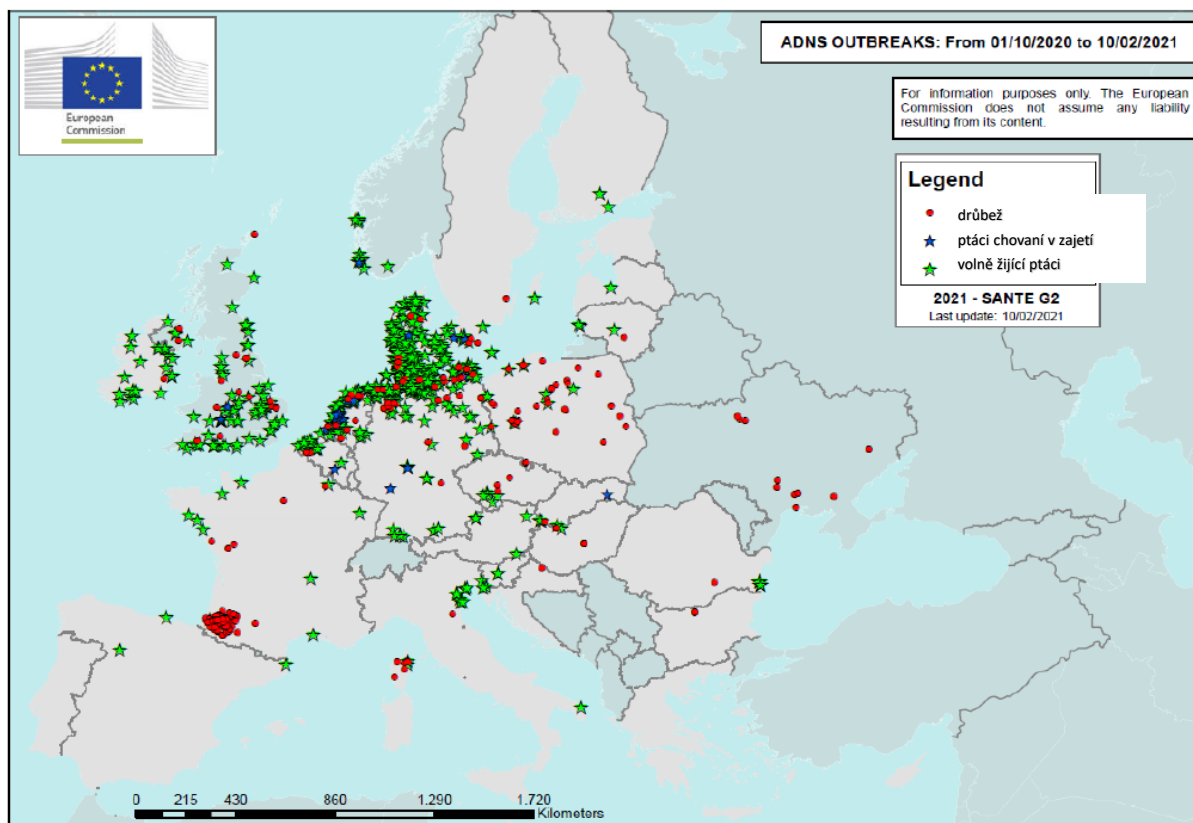 European
Commission
ADNS OUTBREAKS: From 01/10/2020 to 10/02/2021
For information purposes only. The European
Commission does not assume any liability
resulting from its content.
Legend
drůbež
ptáci chovaní v zajetí
volně žijící ptáci
2021 - SANTE G2
Last update: 10/02/2021
0 215 430 860 1.290 1.720
Kilometers